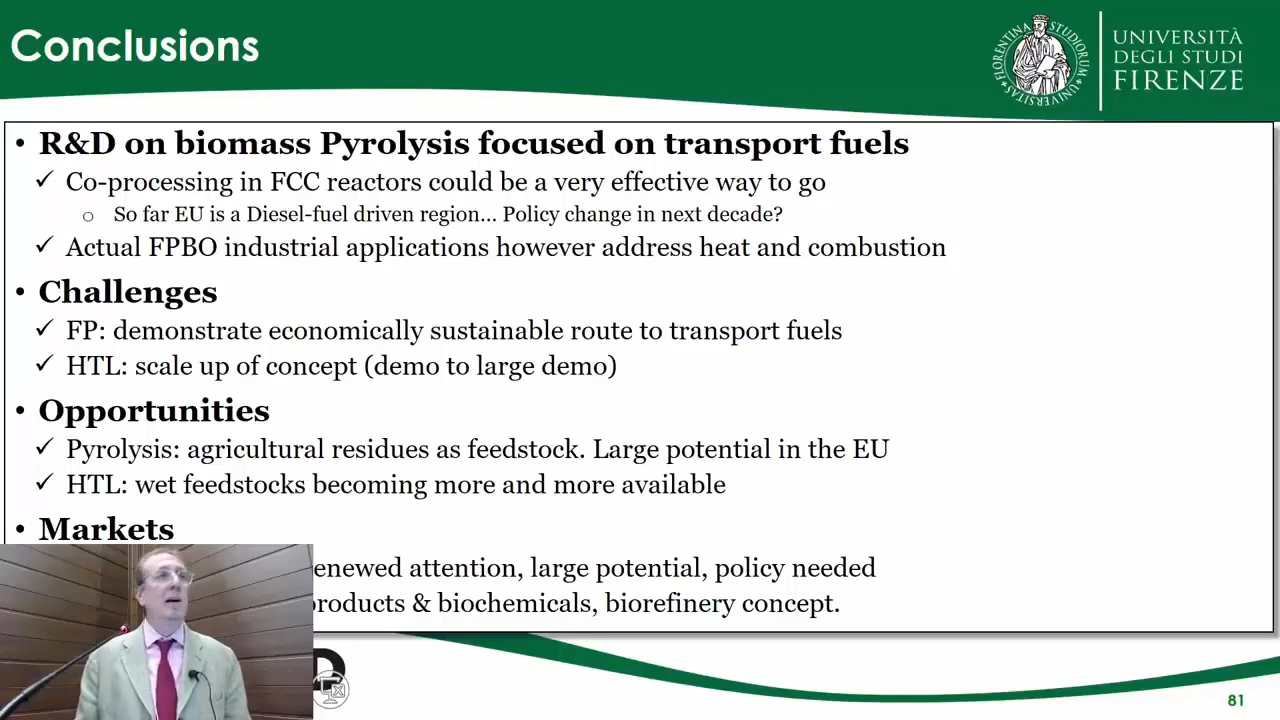 Conclusions
FLORENTINA STUDIORUM UNIVERSITAS
UNIVERSITÀ
DEGLI STUDI
FIRENZE
• R&D on biomass Pyrolysis focused on transport fuels
✓ Co-processing in FCC reactors could be a very effective way to go
o So far EU is a Diesel-fuel driven region... Policy change in next decade?
✓ Actual FPBO industrial applications however address heat and combustion
• Challenges
✓ FP: demonstrate economically sustainable route to transport fuels
✓ HTL: scale up of concept (demo to large demo)
• Opportunities
✓ Pyrolysis: agricultural residues as feedstock. Large potential in the EU
✓ HTL: wet feedstocks becoming more and more available
• Markets
enewed attention, large potential, policy needed
products & biochemicals, biorefinery concept.
81